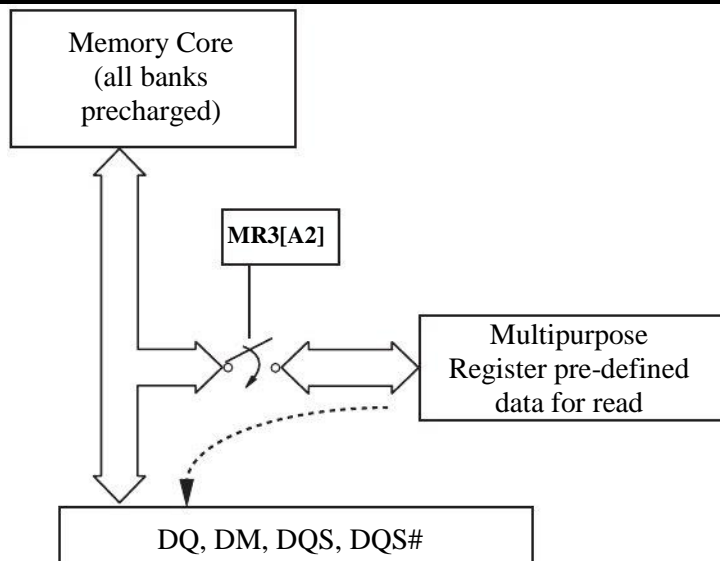 Memory Core
(all banks
precharged)
MR3[A2]
Multipurpose
Register pre-defined
data for read
DQ, DM, DQS, DQS#